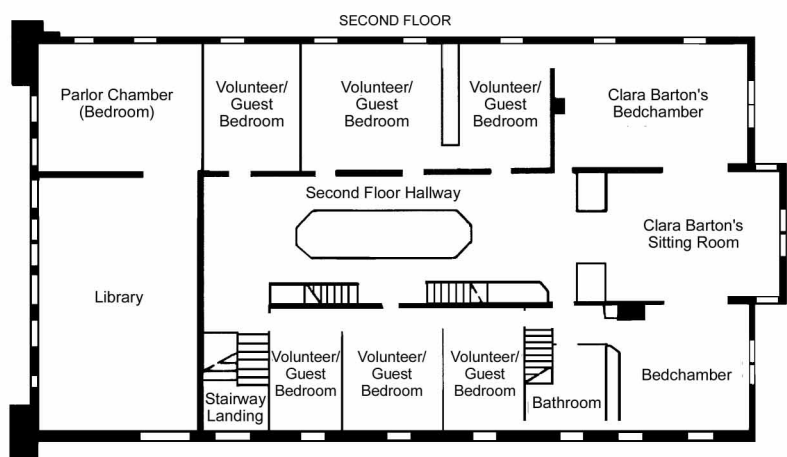 SECOND FLOOR
Parlor Chamber
(Bedroom)
Volunteer/
Guest
Bedroom
Volunteer/
Guest
Bedroom
Volunteer/
Guest
Bedroom
Clara Barton's
Bedchamber
Second Floor Hallway
Clara Barton's
Sitting Room
Library
Stairway
Landing
Volunteer/
Guest
Bedroom
Volunteer/
Guest
Bedroom
Volunteer/
Guest
Bedroom
Bathroom
Bedchamber